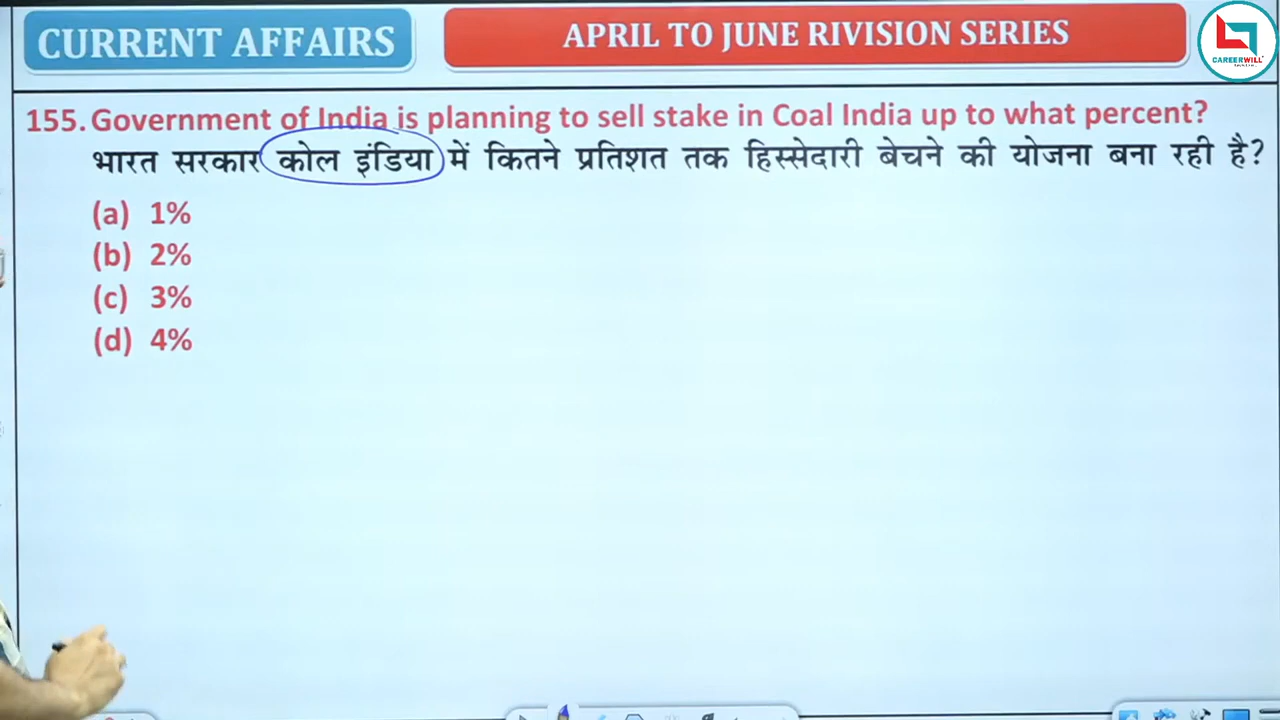 CURRENT AFFAIRS
APRIL TO JUNE RIVISION SERIES
CAREERWILL
155. Government of India is planning to sell stake in Coal India up to what percent?
भारत सरकार कोल इंडिया में कितने प्रतिशत तक हिस्सेदारी बेचने की योजना बना रही है?
(a) 1%
(b) 2%
(c) 3%
(d) 4%